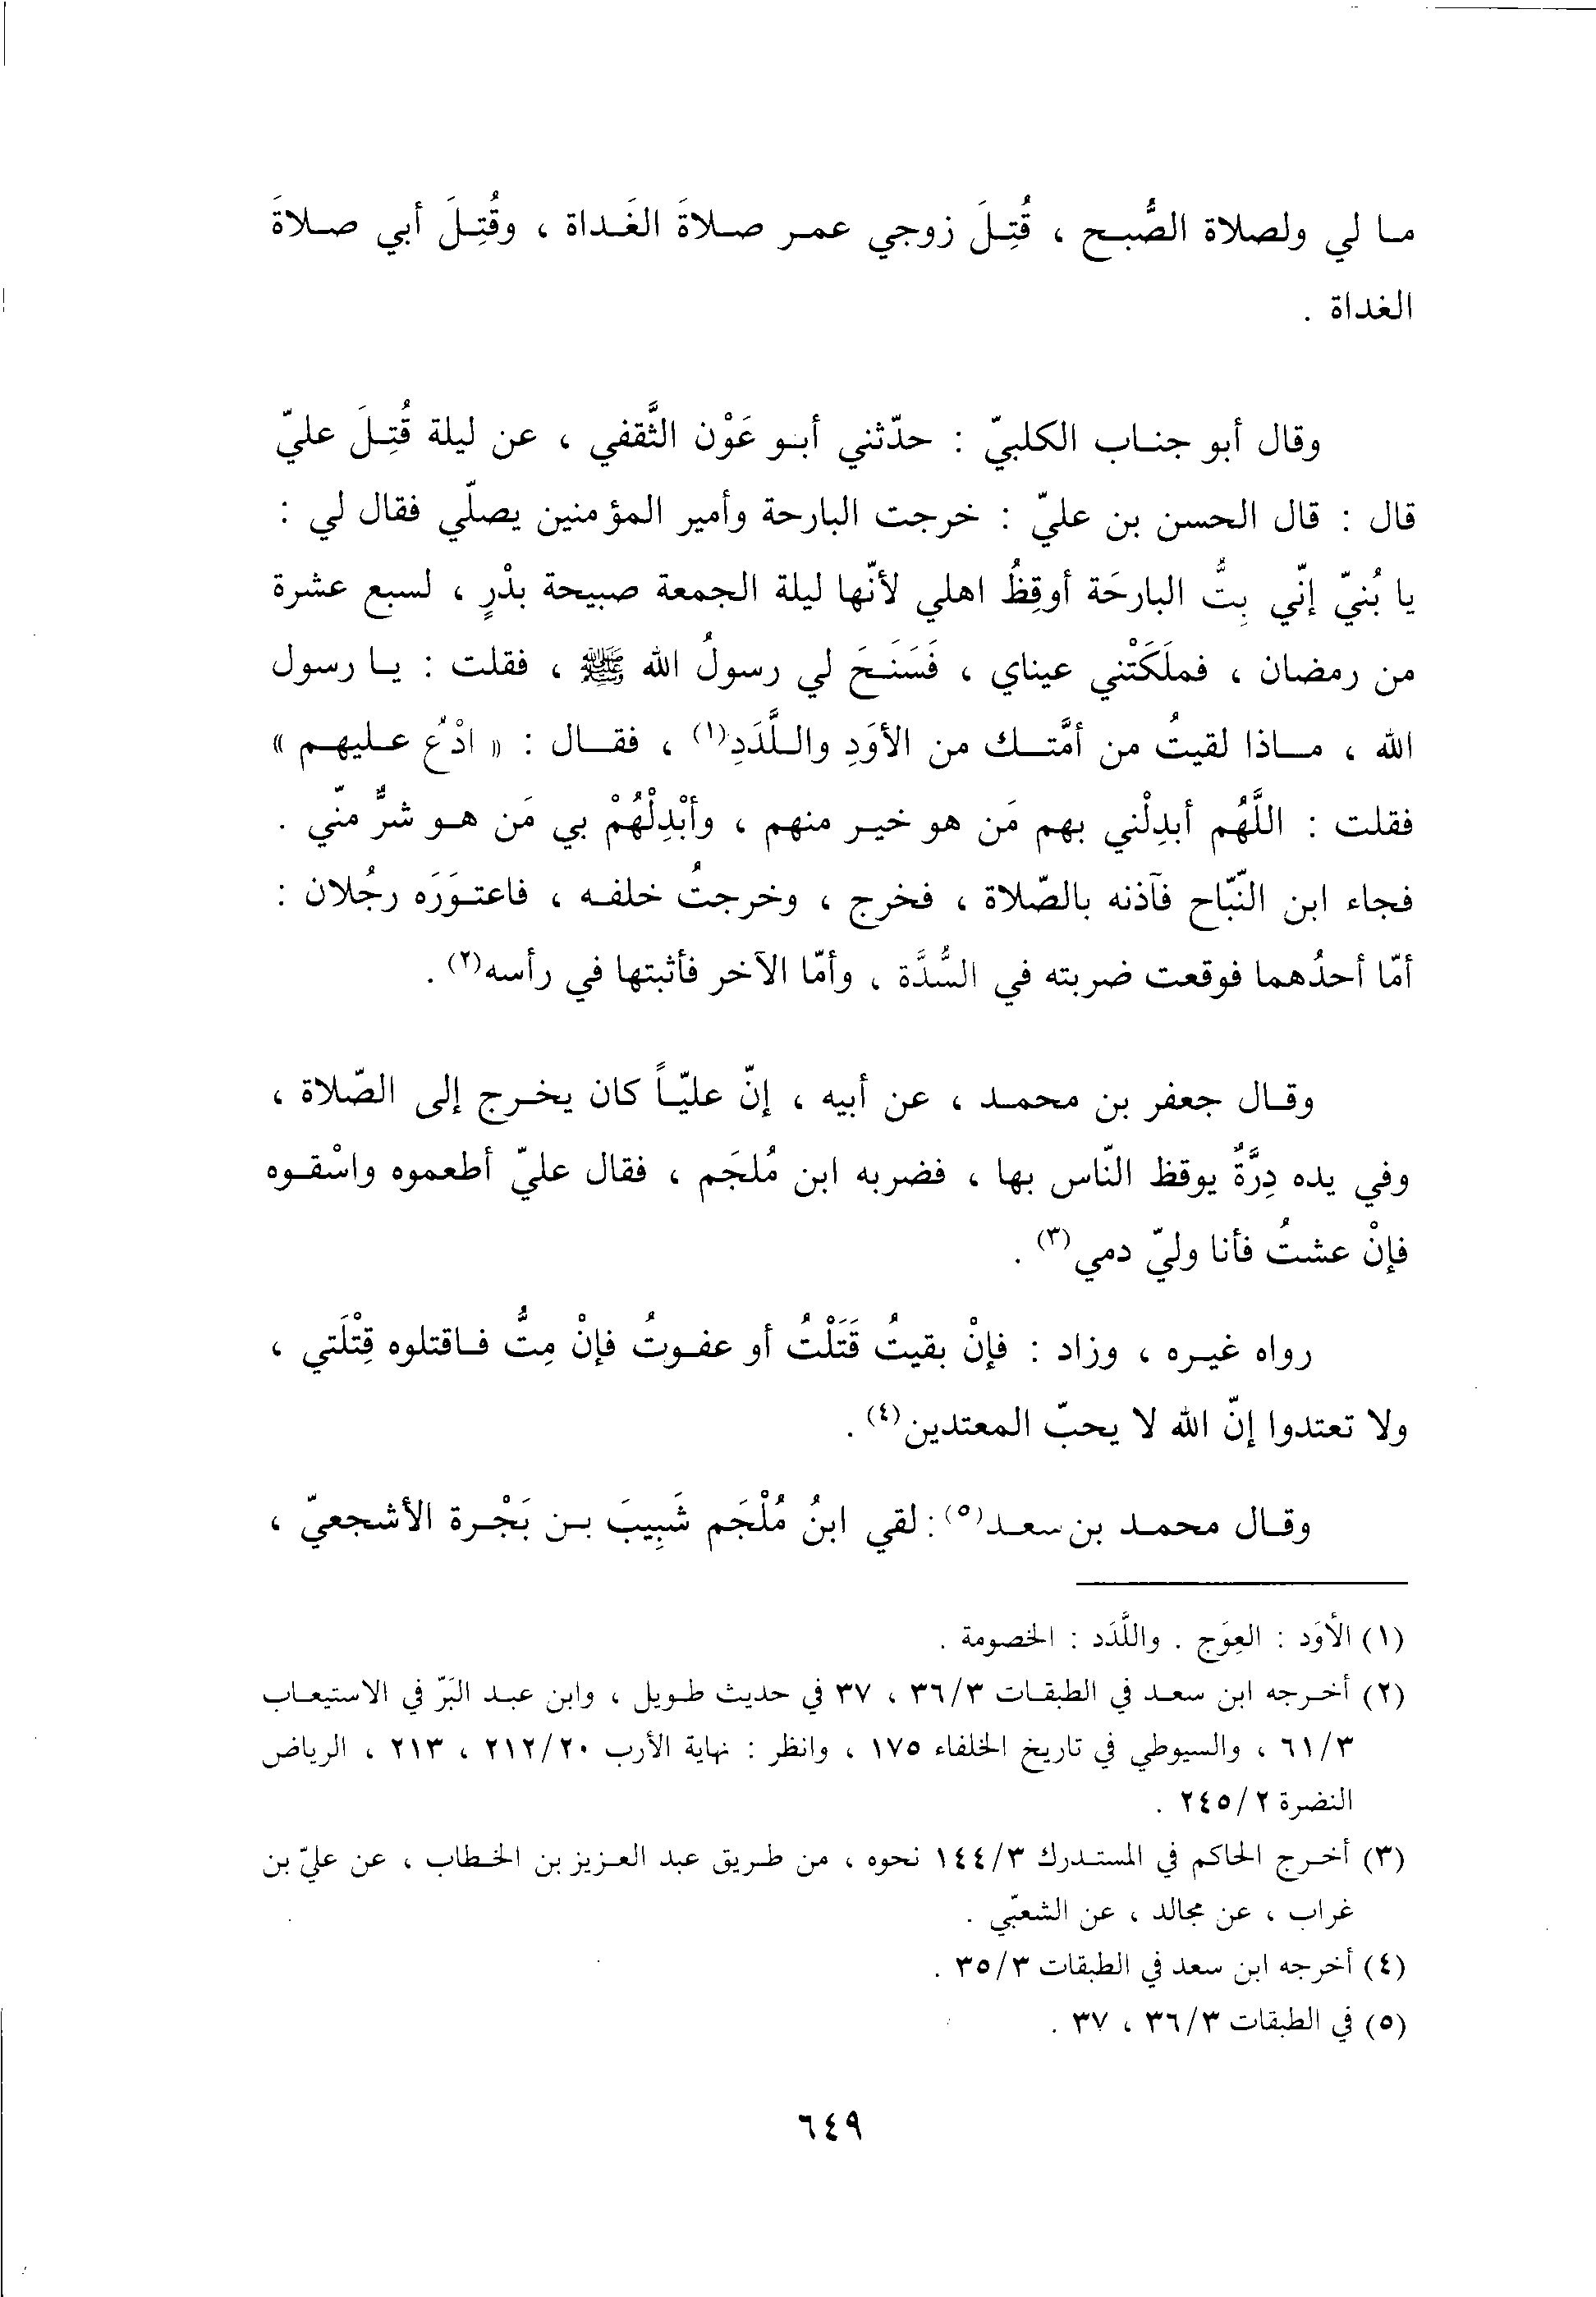 ما لي ولصلاة الصُّبح ، قُتِلَ زوجي عمر صلاةَ الغَداة ، وقُتِلَ أبي صلاةَ
الغداة .
وقال أبو جناب الكلبيّ : حدّثني أبو عَوْن الثَّقفي ، عن ليلة قُتِلَ عليّ
قال : قال الحسن بن عليّ : خرجت البارحة وأمير المؤمنين يصلّي فقال لي :
يا بُنيّ إنّي بِتُّ البارحَة أوقِظُ اهلي لأنّها ليلة الجمعة صبيحة بدْرٍ ، لسبع عشرة
من رمضان ، فملَكَتْني عيناي ، فَسَنَحَ لي رسولُ الله ﷺ ، فقلت : يا رسول
الله ، ماذا لقيتُ من أمَّتك من الأوَدِ واللَّدَدِ(١) ، فقال : « ادْعُ عليهم »
فقلت : اللَّهُم أبدِلْني بهم مَن هو خير منهم ، وأبْدِلْهُمْ بي مَن هو شرٌّ منّي .
فجاء ابن النّبّاح فآذنه بالصّلاة ، فخرج ، وخرجتُ خلفه ، فاعتوَرَه رجُلان :
أمّا أحدُهما فوقعت ضربته في السُّدَّة ، وأمّا الآخر فأثبتها في رأسه(٢) .
وقال جعفر بن محمد ، عن أبيه ، إنّ عليّاً كان يخرج إلى الصّلاة ،
وفي يده دِرَّةٌ يوقظ النّاس بها ، فضربه ابن مُلجَم ، فقال عليّ أطعموه واسْقوه
فإنْ عشتُ فأنا وليّ دمي(٣) .
رواه غيره ، وزاد : فإنْ بقيتُ قَتَلْتُ أو عفوتُ فإنْ مِتُّ فاقتلوه قِتْلَتي ،
ولا تعتدوا إنّ الله لا يحبّ المعتدين(٤) .
وقال محمد بن سعد(٥) : لقي ابنُ مُلْجَم شَبِيبَ بن بَجْرة الأشجعيّ ،
(١) الأوَد : العِوَج . واللَّدَد : الخصومة .
(٢) أخرجه ابن سعد في الطبقات ٣/٣٦ ، ٣٧ في حديث طويل ، وابن عبد البَرّ في الاستيعاب
٣/٦١ ، والسيوطي في تاريخ الخلفاء ١٧٥ ، وانظر : نهاية الأرب ٢٠/٢١٢ ، ٢١٣ ، الرياض
النضرة ٢/٢٤٥ .
(٣) أخرج الحاكم في المستدرك ٣/١٤٤ نحوه ، من طريق عبد العزيز بن الخطاب ، عن عليّ بن
غراب ، عن مجالد ، عن الشعبّي .
(٤) أخرجه ابن سعد في الطبقات ٣/٣٥ .
(٥) في الطبقات ٣/٣٦ ، ٣٧ .
٦٤٩